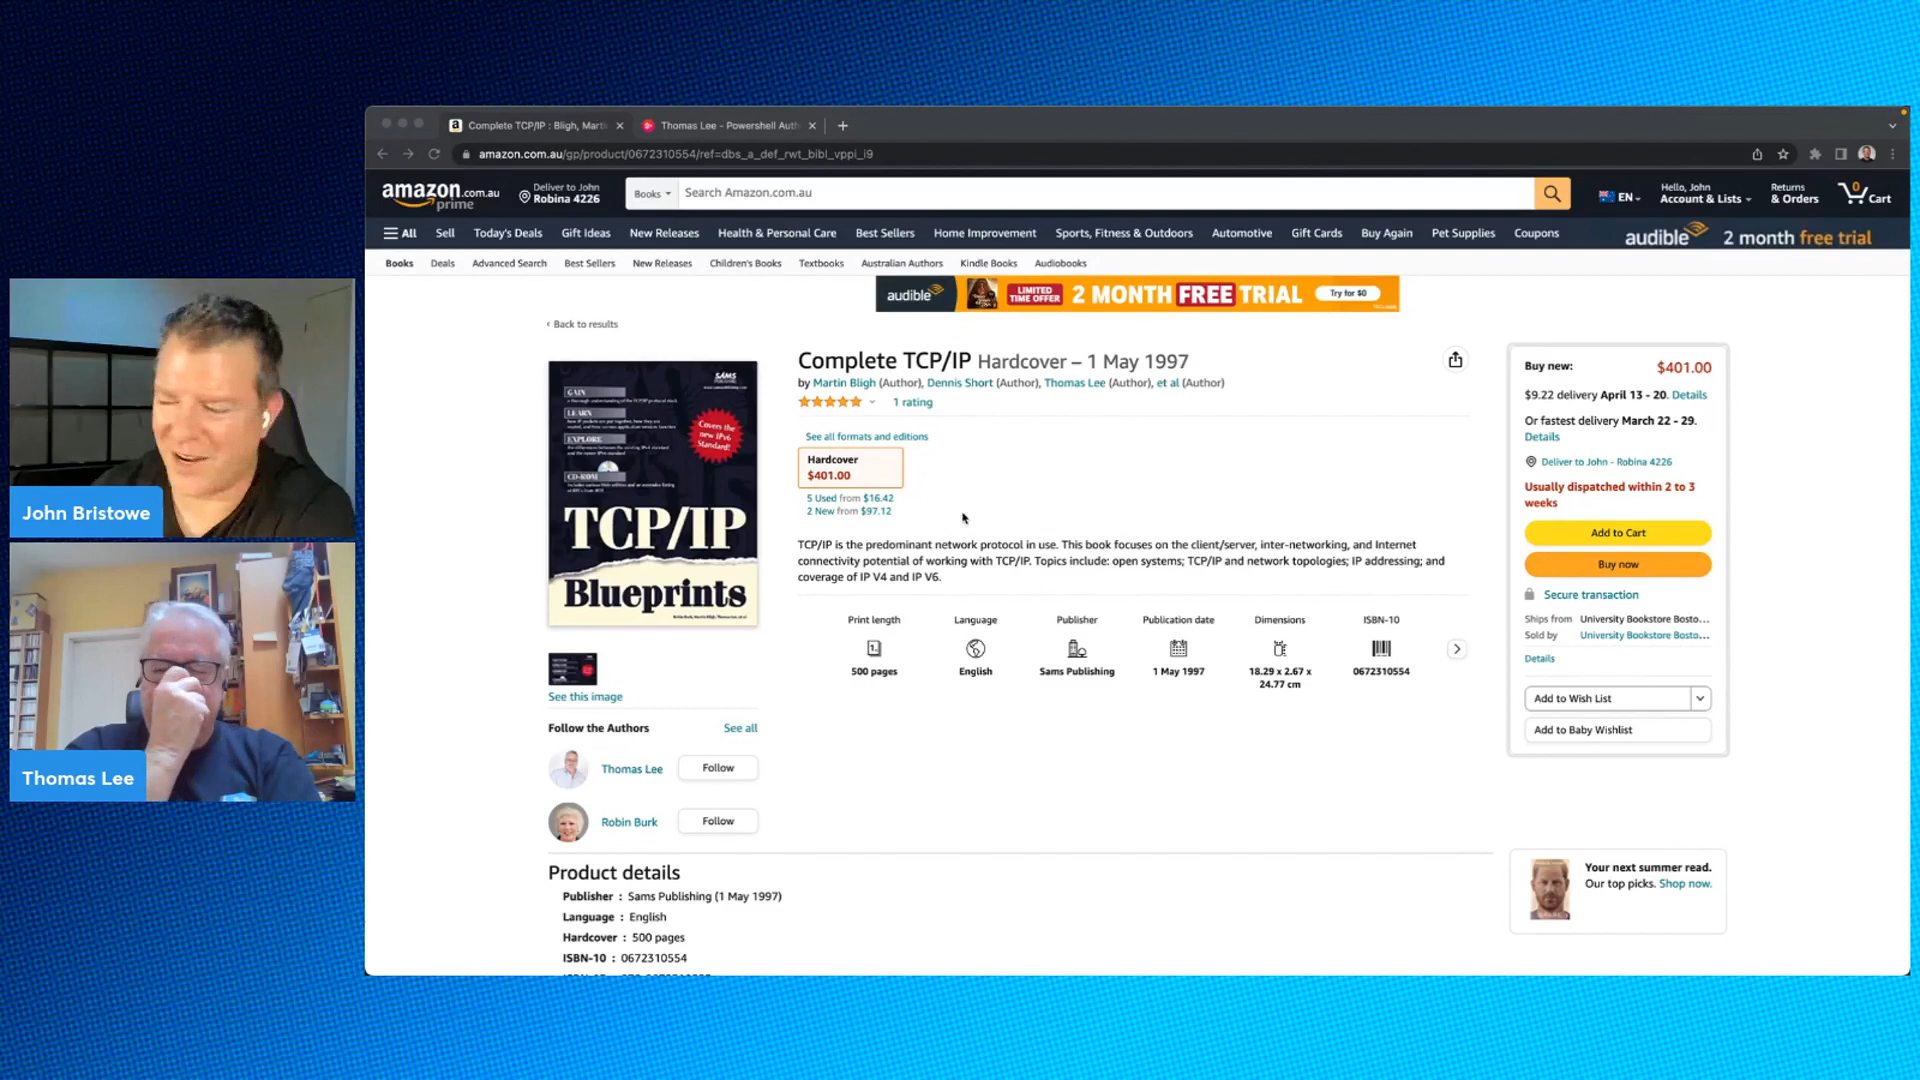 Complete TCP/IP : Bligh, Marti
Thomas Lee - Powershell Auth
amazon.com.au/gp/product/0672310554/ref=dbs_a_def_rwt_bibl_vppi_i9
amazon.com.au
prime
Deliver to John
Robina 4226
Books
Search Amazon.com.au
EN
Hello, John
Account & Lists
Returns
& Orders
0
Cart
All
Sell
Today's Deals
Gift Ideas
New Releases
Health & Personal Care
Best Sellers
Home Improvement
Sports, Fitness & Outdoors
Automotive
Gift Cards
Buy Again
Pet Supplies
Coupons
audible
2 month free trial
Books
Deals
Advanced Search
Best Sellers
New Releases
Children's Books
Textbooks
Australian Authors
Kindle Books
Audiobooks
audible
LIMITED
TIME OFFER
2 MONTH FREE TRIAL
Try for $0
‹ Back to results
SAMS
PUBLISHING
GAIN
LEARN
EXPLORE
CD-ROM
Covers the
new IPv6
Standard!
TCP/IP
Blueprints
See this image
Follow the Authors
See all
Thomas Lee
Follow
Robin Burk
Follow
Complete TCP/IP Hardcover – 1 May 1997
by Martin Bligh (Author), Dennis Short (Author), Thomas Lee (Author), et al (Author)
1 rating
See all formats and editions
Hardcover
$401.00
5 Used from $16.42
2 New from $97.12
TCP/IP is the predominant network protocol in use. This book focuses on the client/server, inter-networking, and Internet
connectivity potential of working with TCP/IP. Topics include: open systems; TCP/IP and network topologies; IP addressing; and
coverage of IP V4 and IP V6.
Print length
500 pages
Language
English
Publisher
Sams Publishing
Publication date
1 May 1997
Dimensions
18.29 x 2.67 x
24.77 cm
ISBN-10
0672310554
Buy new:
$401.00
$9.22 delivery April 13 - 20. Details
Or fastest delivery March 22 - 29.
Details
Deliver to John - Robina 4226
Usually dispatched within 2 to 3
weeks
Add to Cart
Buy now
Secure transaction
Ships from University Bookstore Bosto...
Sold by University Bookstore Bosto...
Details
Add to Wish List
Add to Baby Wishlist
Your next summer read.
Our top picks. Shop now.
Product details
Publisher : Sams Publishing (1 May 1997)
Language : English
Hardcover : 500 pages
ISBN-10 : 0672310554
John Bristowe
Thomas Lee